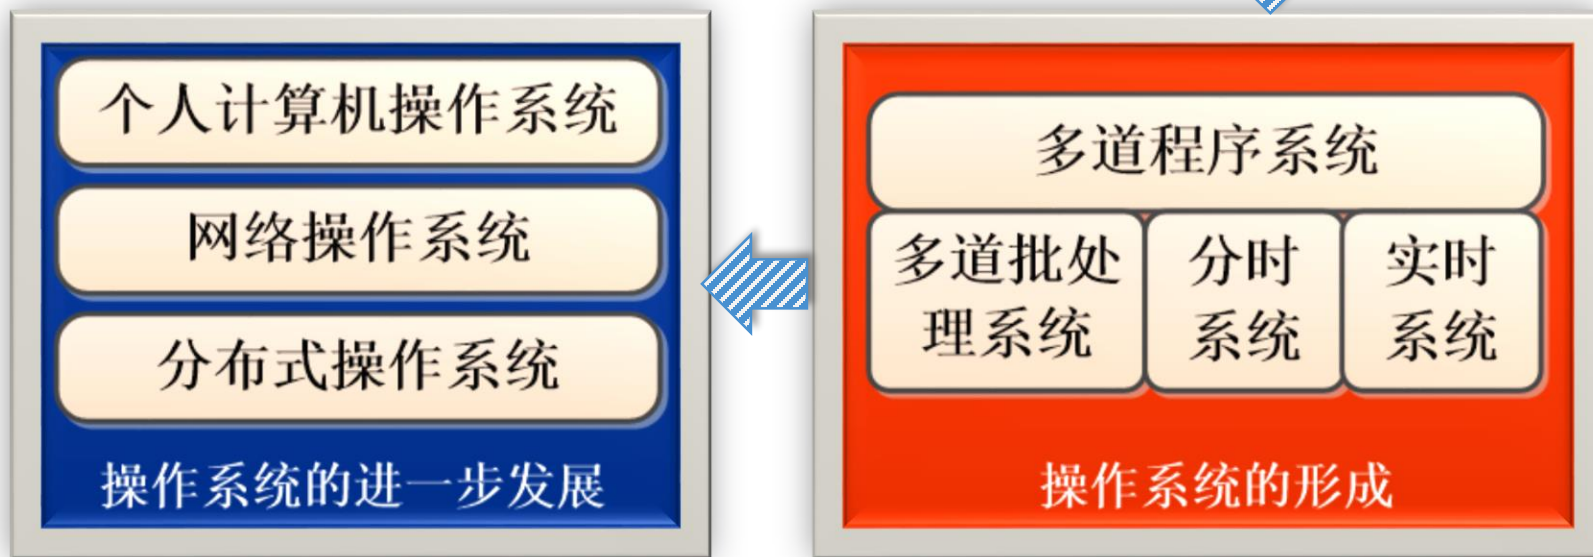 个人计算机操作系统
网络操作系统
分布式操作系统
操作系统的进一步发展
多道程序系统
多道批处
理系统
分时
系统
实时
系统
操作系统的形成